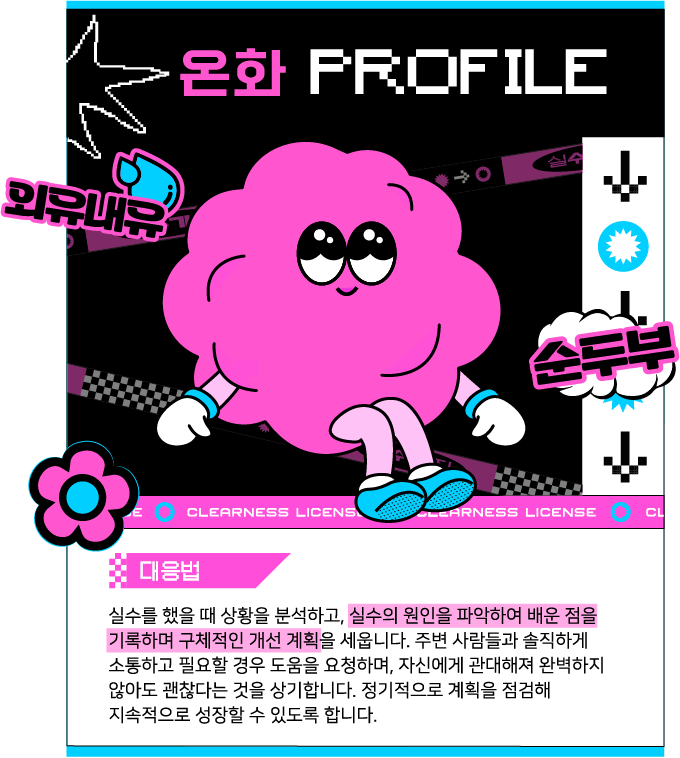 온화 PROFILE
실수
외유내유
순두부
CLEARNESS LICENSE
CLEARNESS LICENSE
대응법
실수를 했을 때 상황을 분석하고, 실수의 원인을 파악하여 배운 점을
기록하며 구체적인 개선 계획을 세웁니다. 주변 사람들과 솔직하게
소통하고 필요할 경우 도움을 요청하며, 자신에게 관대해져 완벽하지
않아도 괜찮다는 것을 상기합니다. 정기적으로 계획을 점검해
지속적으로 성장할 수 있도록 합니다.